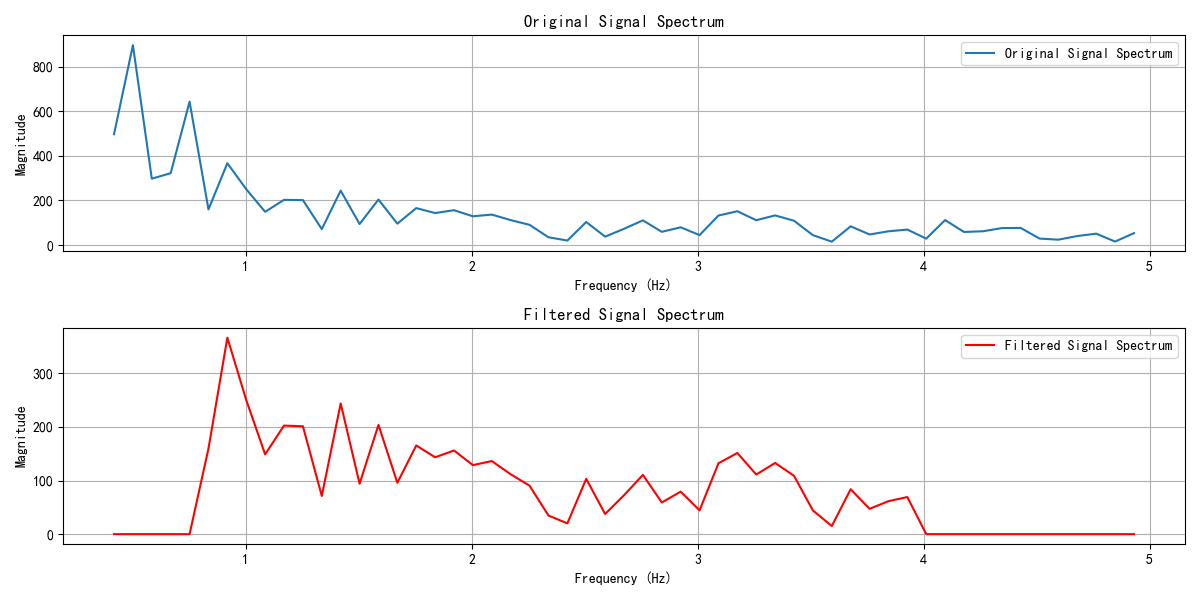 Original Signal Spectrum
Original Signal Spectrum
800
600
400
200
0
Magnitude
1 2 3 4 5
Frequency (Hz)
Filtered Signal Spectrum
Filtered Signal Spectrum
300
200
100
0
Magnitude
1 2 3 4 5
Frequency (Hz)